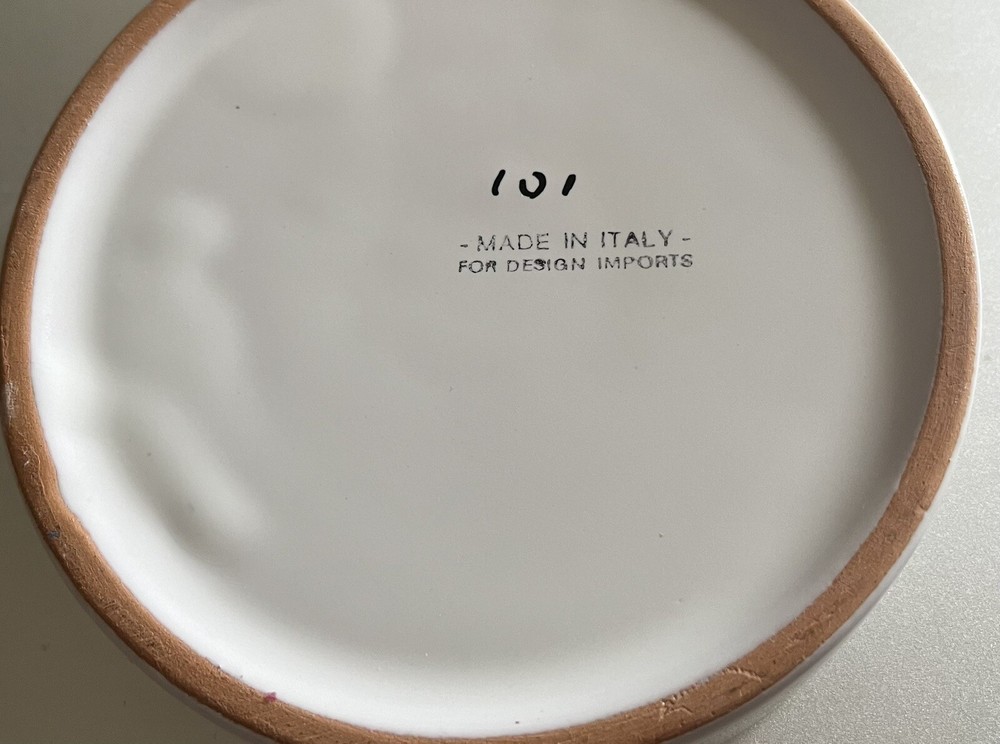 101
- MADE IN ITALY -
FOR DESIGN IMPORTS